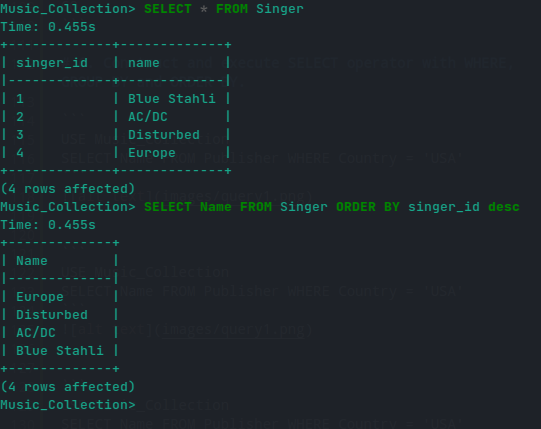 Music_Collection> SELECT * FROM Singer
Time: 0.455s
+-------------+-------------+
| singer_id   | name        |
|-------------+-------------|
| 1           | Blue Stahli |
| 2           | AC/DC       |
| 3           | Disturbed   |
| 4           | Europe      |
+-------------+-------------+
(4 rows affected)
Music_Collection> SELECT Name FROM Singer ORDER BY singer_id desc
Time: 0.455s
+-------------+
| Name        |
|-------------|
| Europe      |
| Disturbed   |
| AC/DC       |
| Blue Stahli |
+-------------+
(4 rows affected)
Music_Collection>